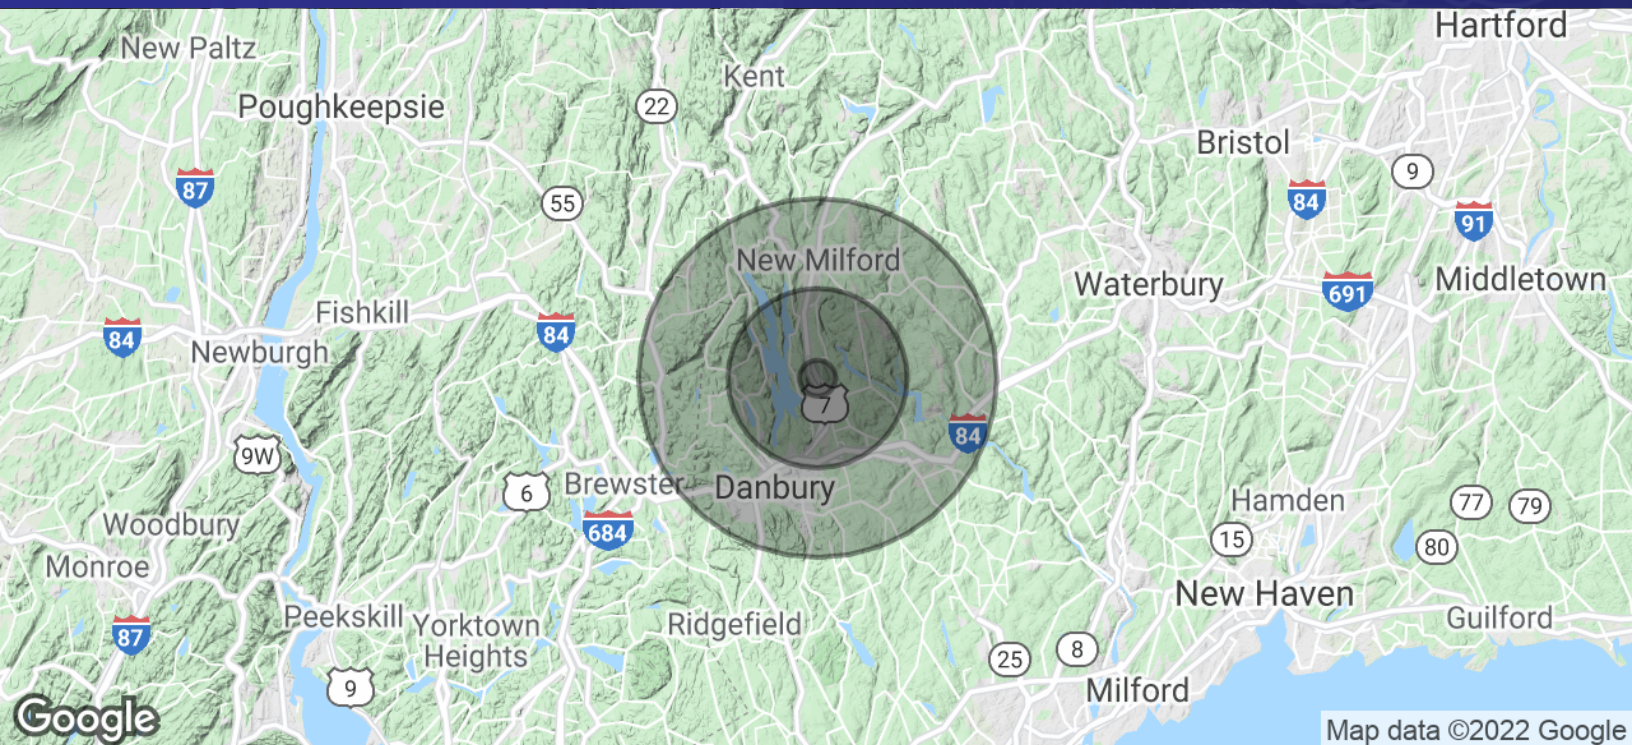 Hartford
New Paltz
Kent
Poughkeepsie
22
Bristol
9
87
84
55
91
New Milford
Waterbury
Middletown
691
Fishkill
84
84
Newburgh
7
84
9W
Brewster
Danbury
6
Hamden
77
79
Woodbury
684
15
80
Monroe
New Haven
Peekskill
Yorktown
Heights
Ridgefield
Guilford
87
25
8
9
Milford
Google
Map data ©2022 Google